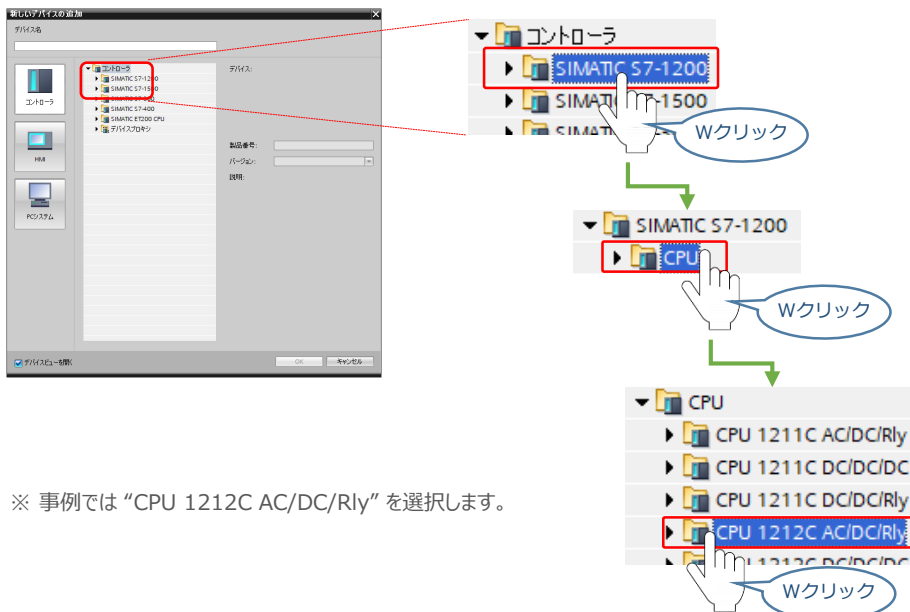 新しいデバイスの追加
デバイス名
コントローラ
HMI
PCシステム
コントローラ
SIMATIC S7-1200
SIMATIC S7-1500
SIMATIC S7-400
SIMATIC ET200 CPU
デバイスプロキシ
デバイス:
製品番号:
バージョン:
説明:
デバイスビューを開く
OK
キャンセル
コントローラ
SIMATIC S7-1200
SIMATIC S7-1500
Wクリック
SIMATIC S7-1200
CPU
Wクリック
CPU
CPU 1211C AC/DC/Rly
CPU 1211C DC/DC/DC
CPU 1211C DC/DC/Rly
CPU 1212C AC/DC/Rly
Wクリック
※ 事例では “CPU 1212C AC/DC/Rly” を選択します。